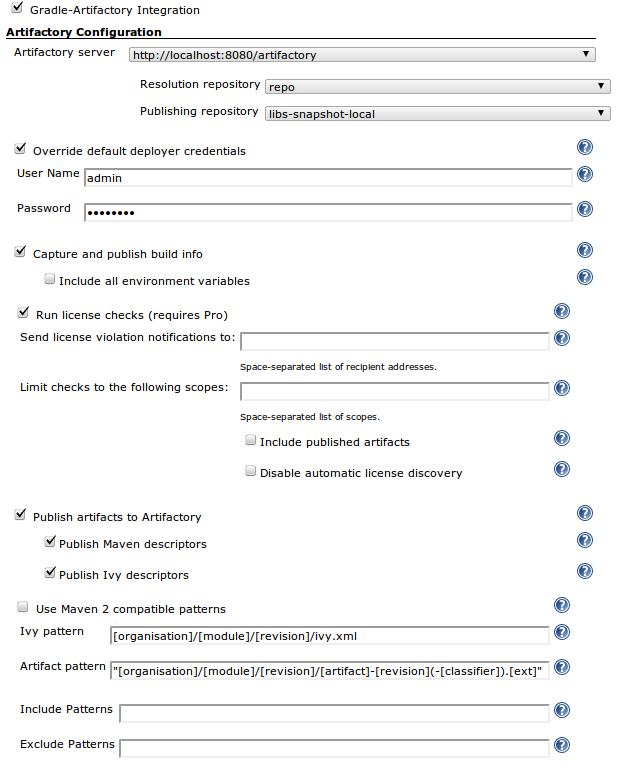 Gradle-Artifactory Integration
Artifactory Configuration
Artifactory server http://localhost:8080/artifactory
Resolution repository repo
Publishing repository libs-snapshot-local
Override default deployer credentials
User Name admin
Password ••••••••
Capture and publish build info
Include all environment variables
Run license checks (requires Pro)
Send license violation notifications to:
Space-separated list of recipient addresses.
Limit checks to the following scopes:
Space-separated list of scopes.
Include published artifacts
Disable automatic license discovery
Publish artifacts to Artifactory
Publish Maven descriptors
Publish Ivy descriptors
Use Maven 2 compatible patterns
Ivy pattern [organisation]/[module]/[revision]/ivy.xml
Artifact pattern "[organisation]/[module]/[revision]/[artifact]-[revision](-[classifier]).[ext]"
Include Patterns
Exclude Patterns